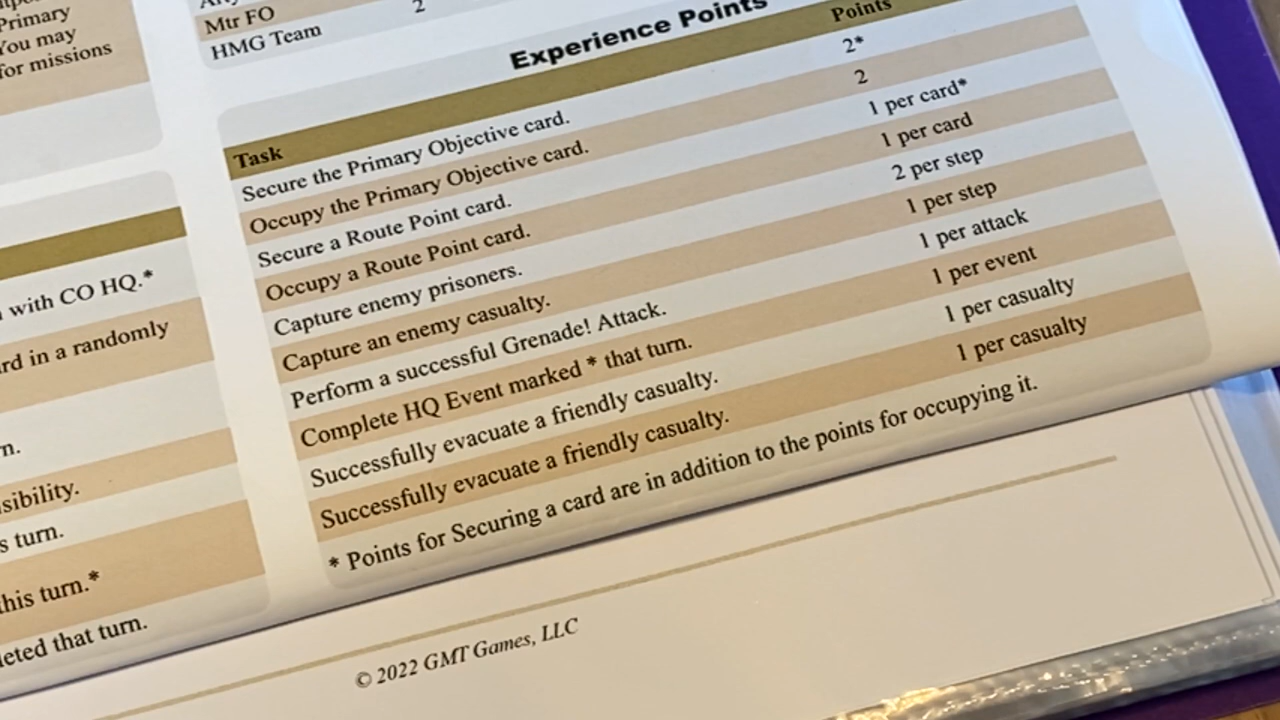 Primary
You may
for missions
with CO HQ.*
rd in a randomly
n.
sibility.
s turn.
this turn.*
leted that turn.
Mtr FO 2
HMG Team
Experience Points
Task Points
Secure the Primary Objective card. 2*
Occupy the Primary Objective card. 2
Secure a Route Point card. 1 per card*
Occupy a Route Point card. 1 per card
Capture enemy prisoners. 2 per step
Capture an enemy casualty. 1 per step
Perform a successful Grenade! Attack. 1 per attack
Complete HQ Event marked * that turn. 1 per event
Successfully evacuate a friendly casualty. 1 per casualty
Successfully evacuate a friendly casualty. 1 per casualty
* Points for Securing a card are in addition to the points for occupying it.
© 2022 GMT Games, LLC